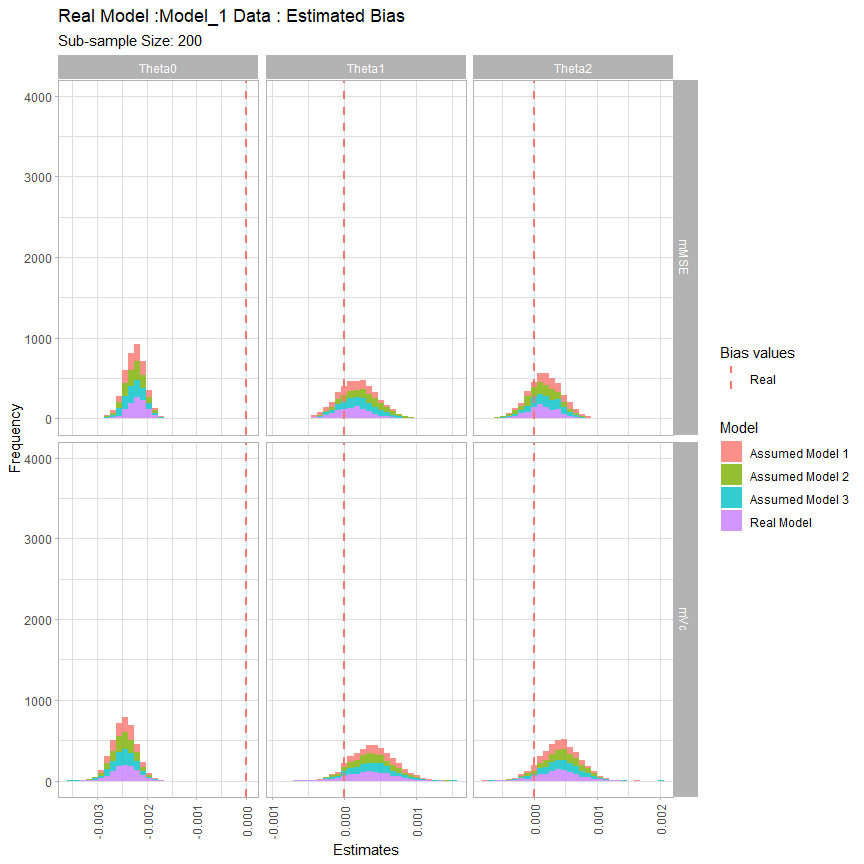 Real Model :Model_1 Data : Estimated Bias
Sub-sample Size: 200
Theta0
Theta1
Theta2
4000
3000
2000
1000
0
mMSE
4000
3000
2000
1000
0
mVc
Frequency
-0.003
-0.002
-0.001
0.000
-0.001
0.000
0.001
0.000
0.001
0.002
Estimates
Bias values
Real
Model
Assumed Model 1
Assumed Model 2
Assumed Model 3
Real Model